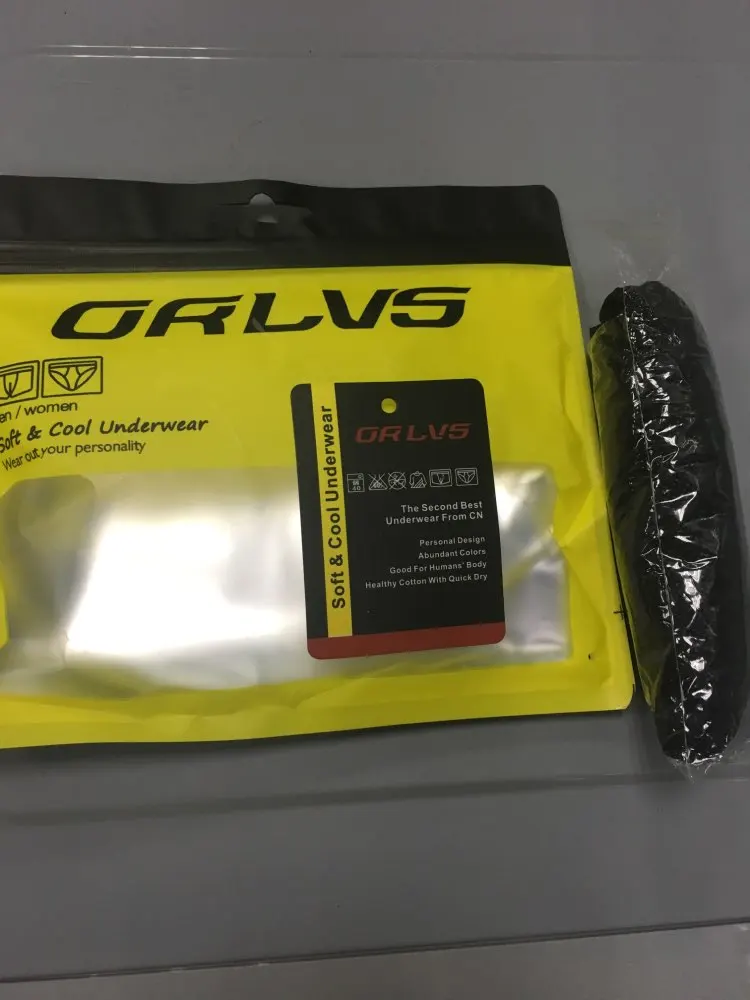 ORLVS
en / women
Soft & Cool Underwear
Wear out your personality
Soft & Cool Underwear
ORLVS
The Second Best
Underwear From CN
Personal Design
Abundant Colors
Good For Humans' Body
Healthy Cotton With Quick Dry